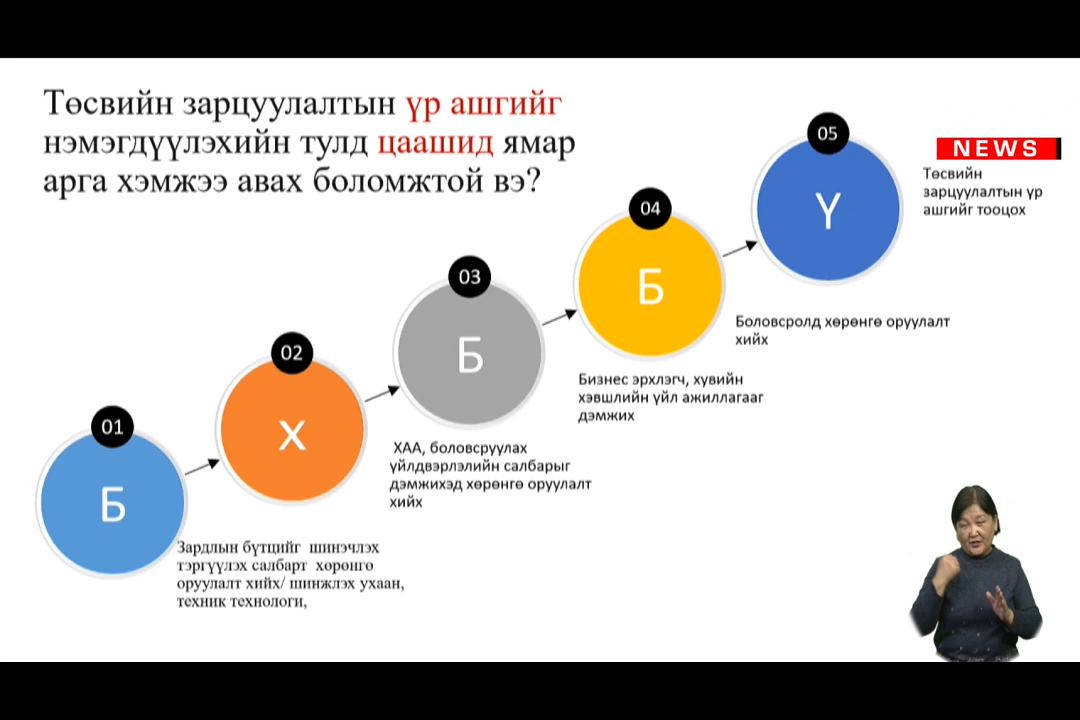 Төсвийн зарцуулалтын үр ашгийг
нэмэгдүүлэхийн тулд цаашид ямар
арга хэмжээ авах боломжтой вэ?
01
Б
Зардлын бүтцийг шинэчлэх
тэргүүлэх салбарт хөрөнгө
оруулалт хийх/ шинжлэх ухаан,
техник технологи,
02
Х
ХАА, боловсруулах
үйлдвэрлэлийн салбарыг
дэмжихэд хөрөнгө оруулалт
хийх
03
Б
Бизнес эрхлэгч, хувийн
хэвшлийн үйл ажиллагааг
дэмжих
04
Б
Боловсролд хөрөнгө оруулалт
хийх
05
Ү
NEWS
Төсвийн
зарцуулалтын үр
ашгийг тооцох